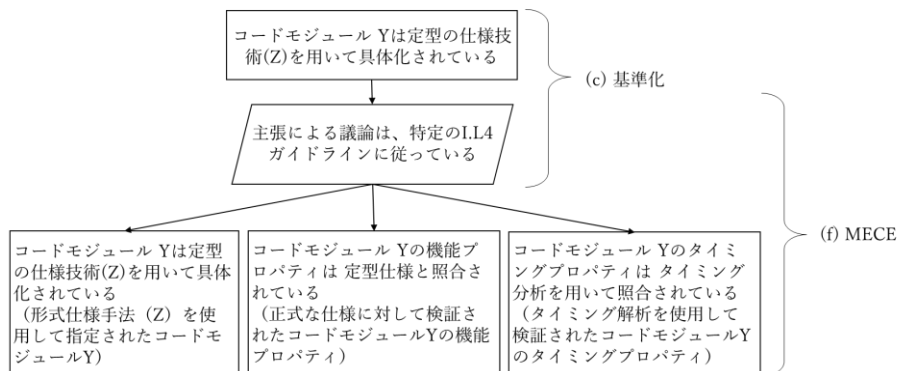 コードモジュール Yは定型の仕様技
術(Z)を用いて具体化されている
(c) 基準化
主張による議論は、特定のI.L4
ガイドラインに従っている
(f) MECE
コードモジュール Yは定型
の仕様技術(Z)を用いて具体
化されている
（形式仕様手法（Z）を使
用して指定されたコードモ
ジュールY）
コードモジュール Yの機能プ
ロパティは 定型仕様と照合さ
れている
（正式な仕様に対して検証さ
れたコードモジュールYの機能
プロパティ）
コードモジュール Yのタイミ
ングプロパティは タイミング
分析を用いて照合されている
（タイミング解析を使用して
検証されたコードモジュールY
のタイミングプロパティ）